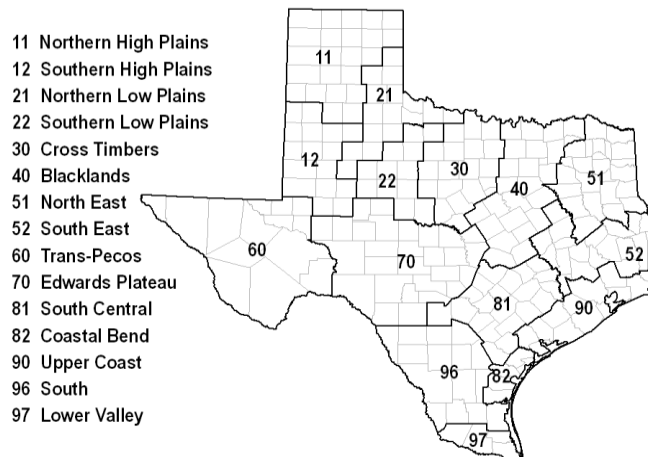 11 Northern High Plains
12 Southern High Plains
21 Northern Low Plains
22 Southern Low Plains
30 Cross Timbers
40 Blacklands
51 North East
52 South East
60 Trans-Pecos
70 Edwards Plateau
81 South Central
82 Coastal Bend
90 Upper Coast
96 South
97 Lower Valley
11
21
12
22
30
40
51
60
70
52
81
90
96
82
97